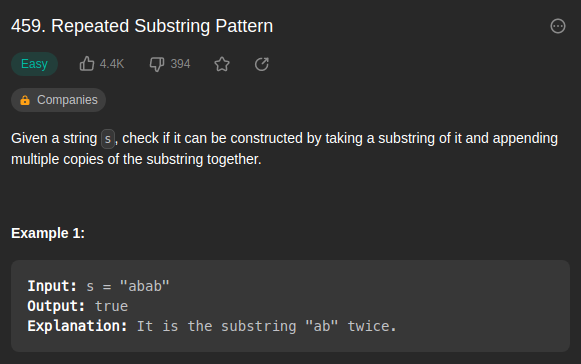 459. Repeated Substring Pattern
Easy 4.4K 394
Companies
Given a string s, check if it can be constructed by taking a substring of it and appending
multiple copies of the substring together.
Example 1:
Input: s = "abab"
Output: true
Explanation: It is the substring "ab" twice.